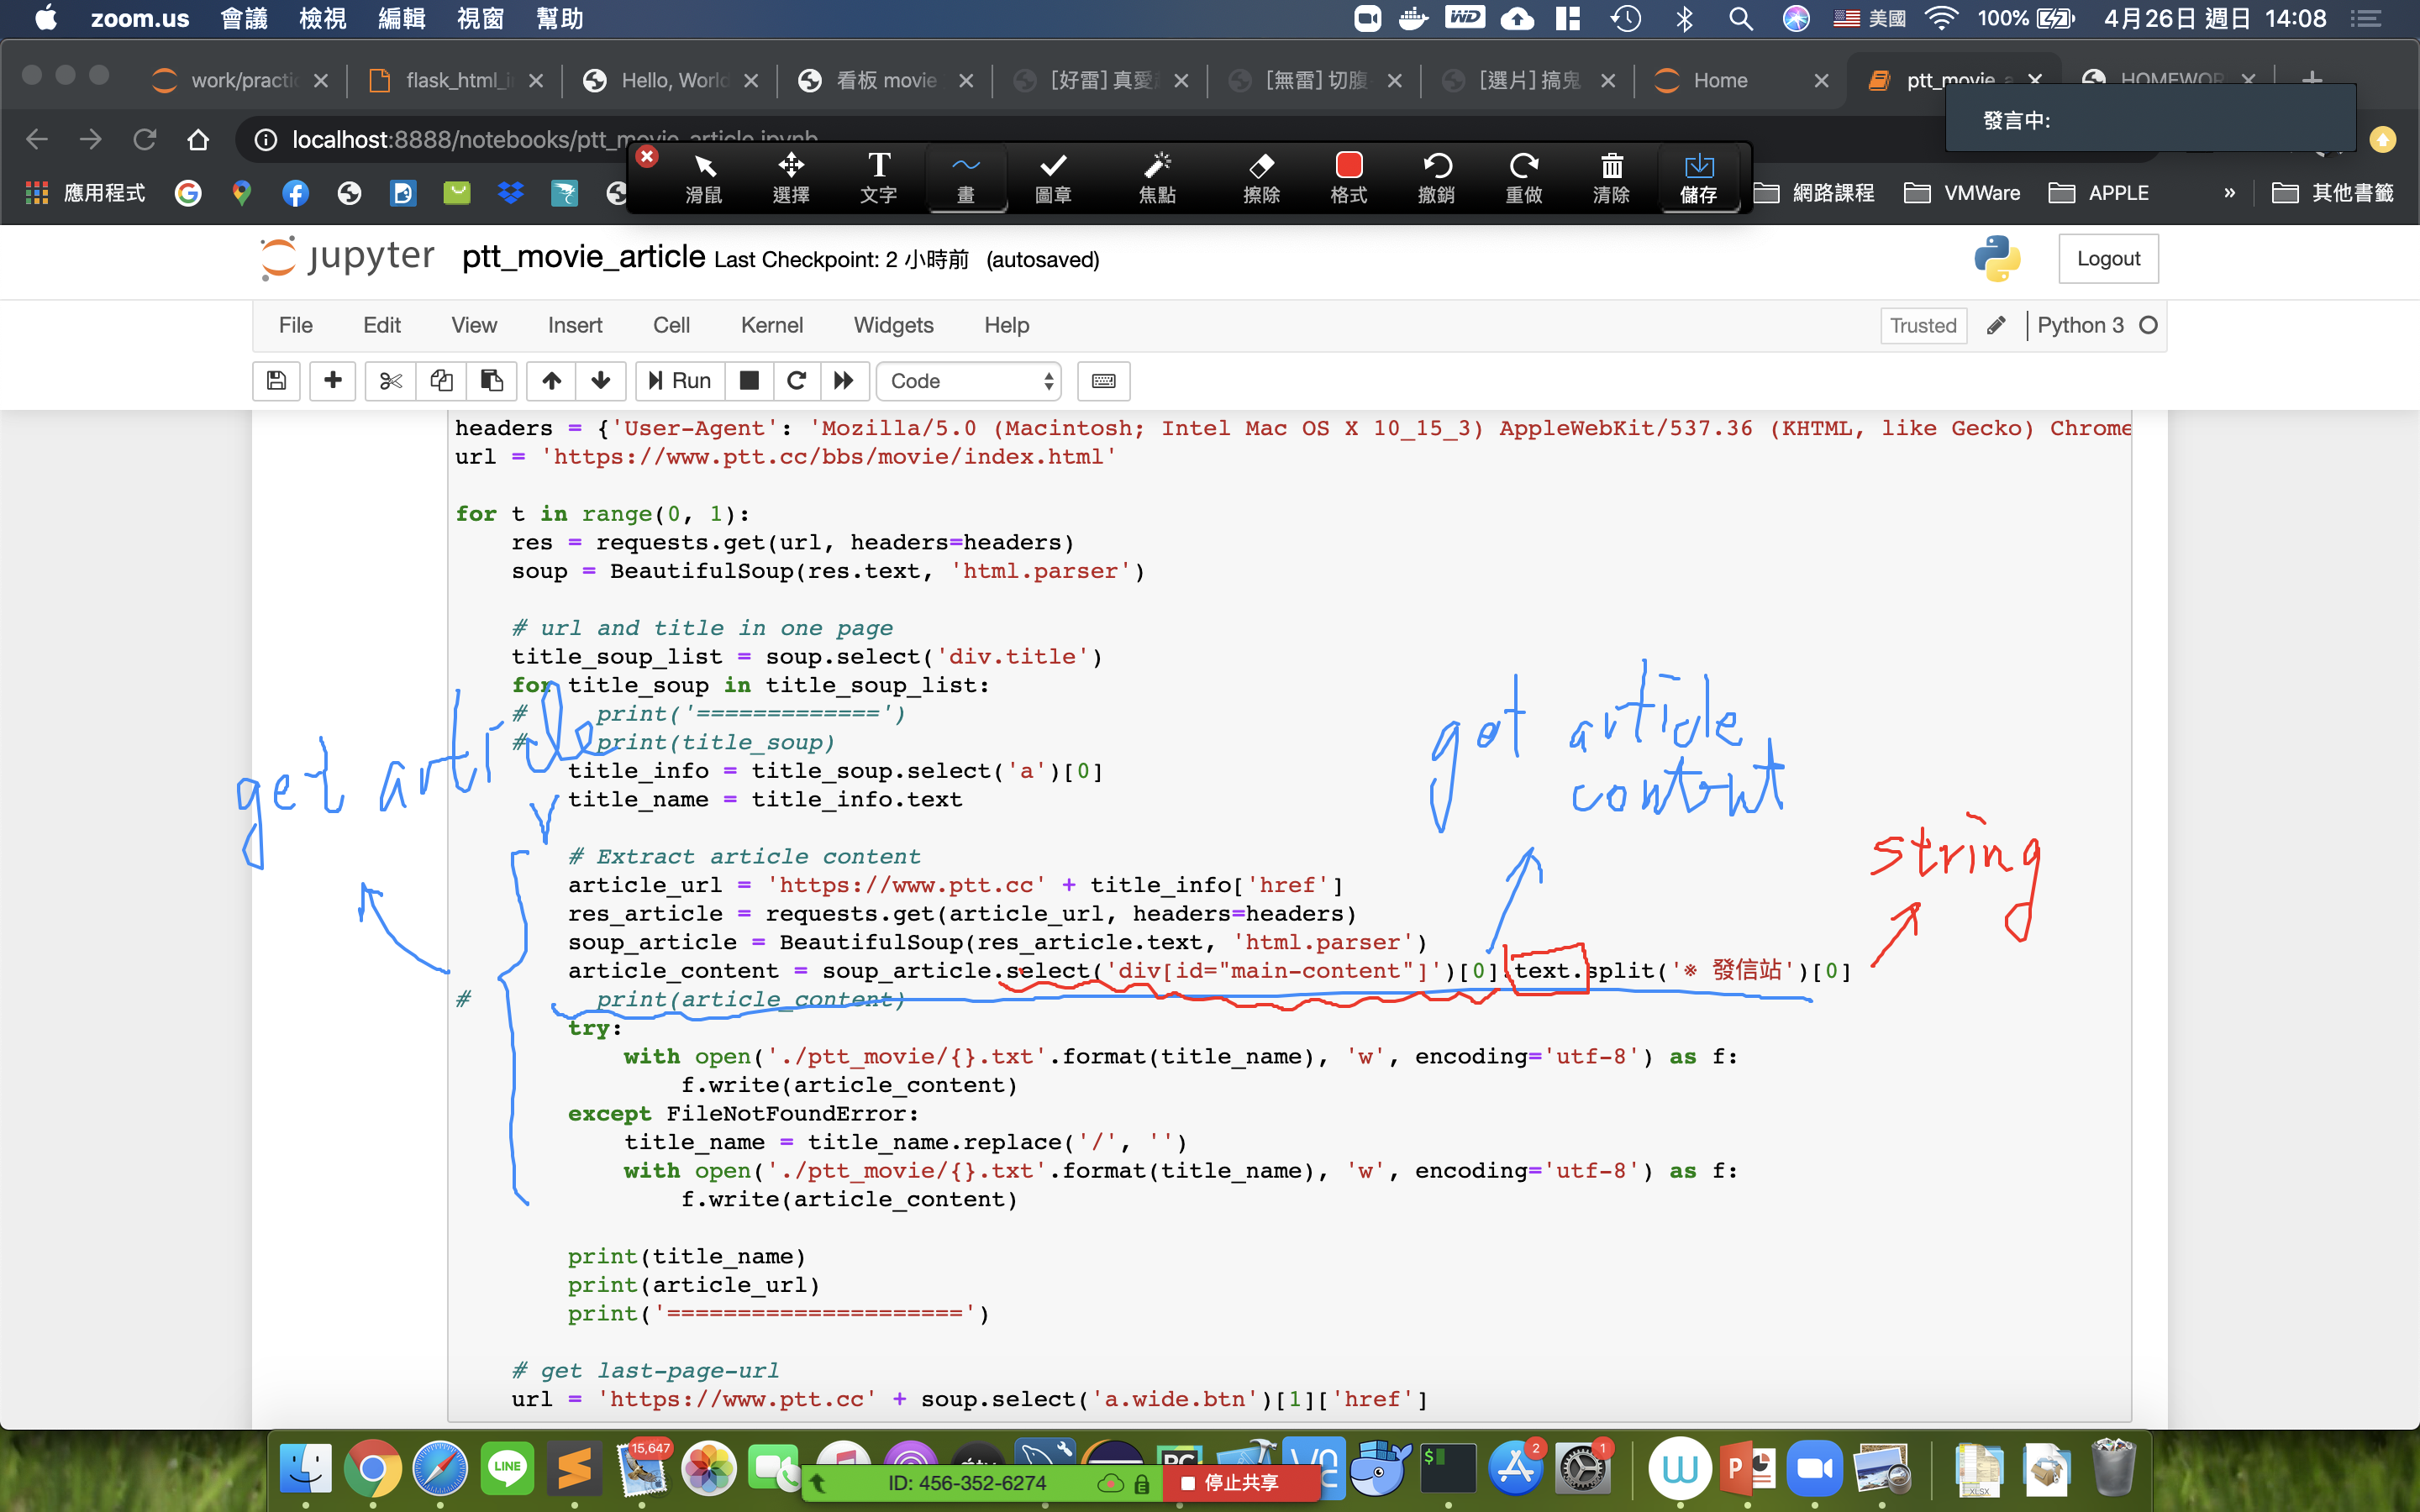 zoom.us 會議 檢視 編輯 視窗 幫助 WD 美國 100% 4月26日 週日 14:08
work/practi flask_html_i Hello, World 看板 movie [好雷] 真愛 [無雷] 切腹 [選片] 搞鬼 Home ptt_movie_a HOMEWOR
發言中:
localhost:8888/notebooks/ptt_movie_article.ipynb
滑鼠 選擇 T 文字 畫 圖章 焦點 擦除 格式 撤銷 重做 清除 儲存
應用程式 網路課程 VMWare APPLE » 其他書籤
jupyter ptt_movie_article Last Checkpoint: 2 小時前 (autosaved) Logout
File Edit View Insert Cell Kernel Widgets Help Trusted Python 3
Run Code
headers = {'User-Agent': 'Mozilla/5.0 (Macintosh; Intel Mac OS X 10_15_3) AppleWebKit/537.36 (KHTML, like Gecko) Chrome
url = 'https://www.ptt.cc/bbs/movie/index.html'
for t in range(0, 1):
    res = requests.get(url, headers=headers)
    soup = BeautifulSoup(res.text, 'html.parser')
    # url and title in one page
    title_soup_list = soup.select('div.title')
    for title_soup in title_soup_list:
    #     print('=============')
    #     print(title_soup)
        title_info = title_soup.select('a')[0]
        title_name = title_info.text
get article
got article
content
string
        # Extract article content
        article_url = 'https://www.ptt.cc' + title_info['href']
        res_article = requests.get(article_url, headers=headers)
        soup_article = BeautifulSoup(res_article.text, 'html.parser')
        article_content = soup_article.select('div[id="main-content"]')[0].text.split('※ 發信站')[0]
#         print(article_content)
        try:
            with open('./ptt_movie/{}.txt'.format(title_name), 'w', encoding='utf-8') as f:
                f.write(article_content)
        except FileNotFoundError:
            title_name = title_name.replace('/', '')
            with open('./ptt_movie/{}.txt'.format(title_name), 'w', encoding='utf-8') as f:
                f.write(article_content)
        print(title_name)
        print(article_url)
        print('=====================')
    # get last-page-url
    url = 'https://www.ptt.cc' + soup.select('a.wide.btn')[1]['href']
LINE 15,647 2 1
ID: 456-352-6274 停止共享